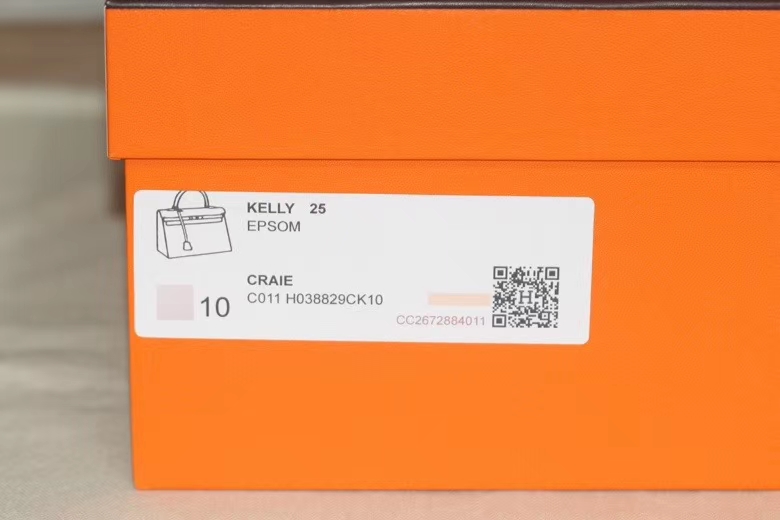 KELLY 25
EPSOM
CRAIE
C011 H038829CK10
10
CC2672884011
H